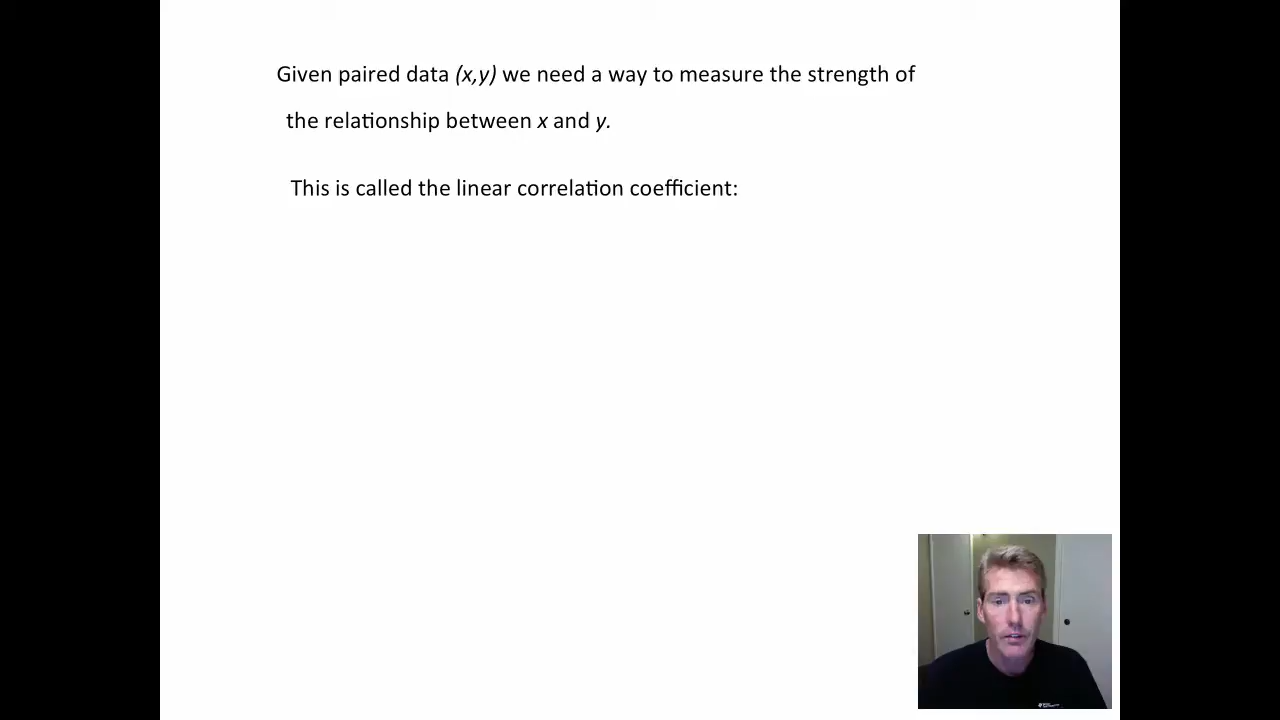 Given paired data (x,y) we need a way to measure the strength of
the relationship between x and y.
This is called the linear correlation coefficient: